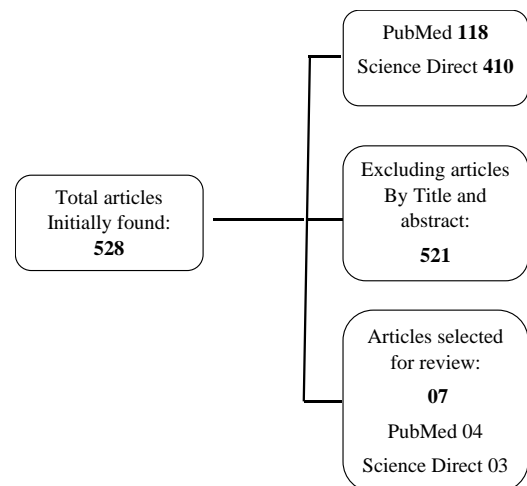 PubMed 118
Science Direct 410
Total articles
Initially found:
528
Excluding articles
By Title and
abstract:
521
Articles selected
for review:
07
PubMed 04
Science Direct 03